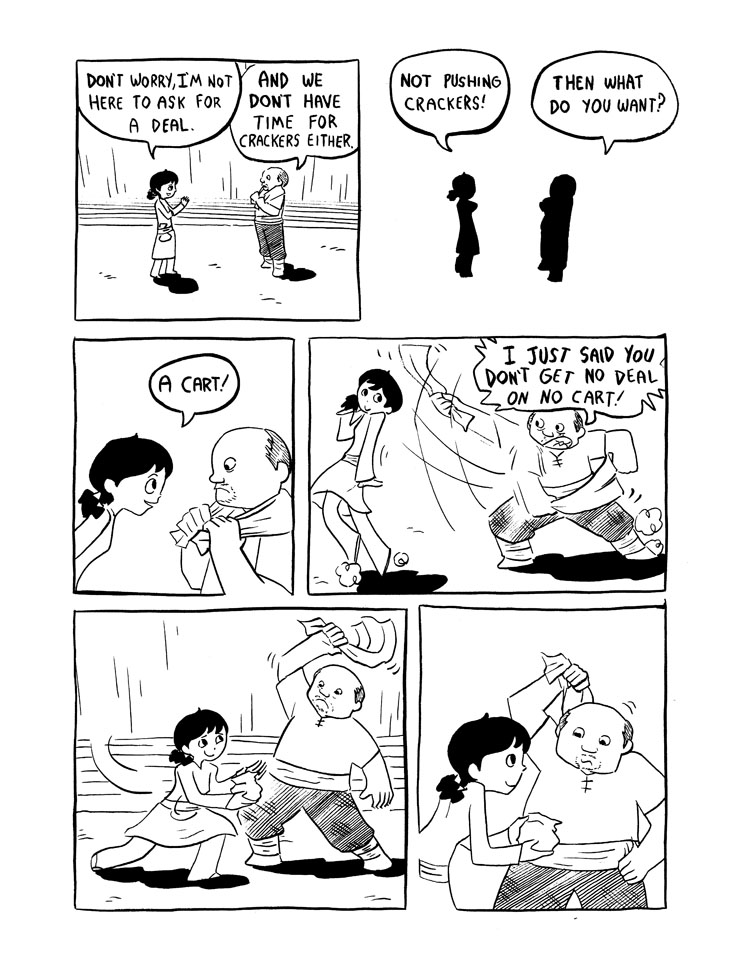 DON'T WORRY, I'M NOT
HERE TO ASK FOR
A DEAL.
AND WE
DON'T HAVE
TIME FOR
CRACKERS EITHER.
NOT PUSHING
CRACKERS!
THEN WHAT
DO YOU WANT?
A CART!
I JUST SAID YOU
DON'T GET NO DEAL
ON NO CART!